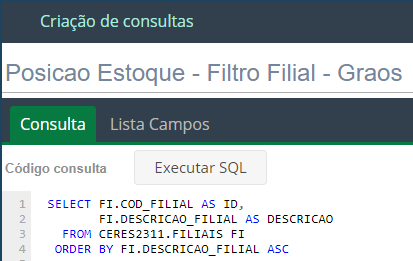 Criação de consultas
Posicao Estoque - Filtro Filial - Graos
Consulta Lista Campos
Código consulta Executar SQL
1 SELECT FI.COD_FILIAL AS ID,
2 FI.DESCRICAO_FILIAL AS DESCRICAO
3 FROM CERES2311.FILIAIS FI
4 ORDER BY FI.DESCRICAO_FILIAL ASC